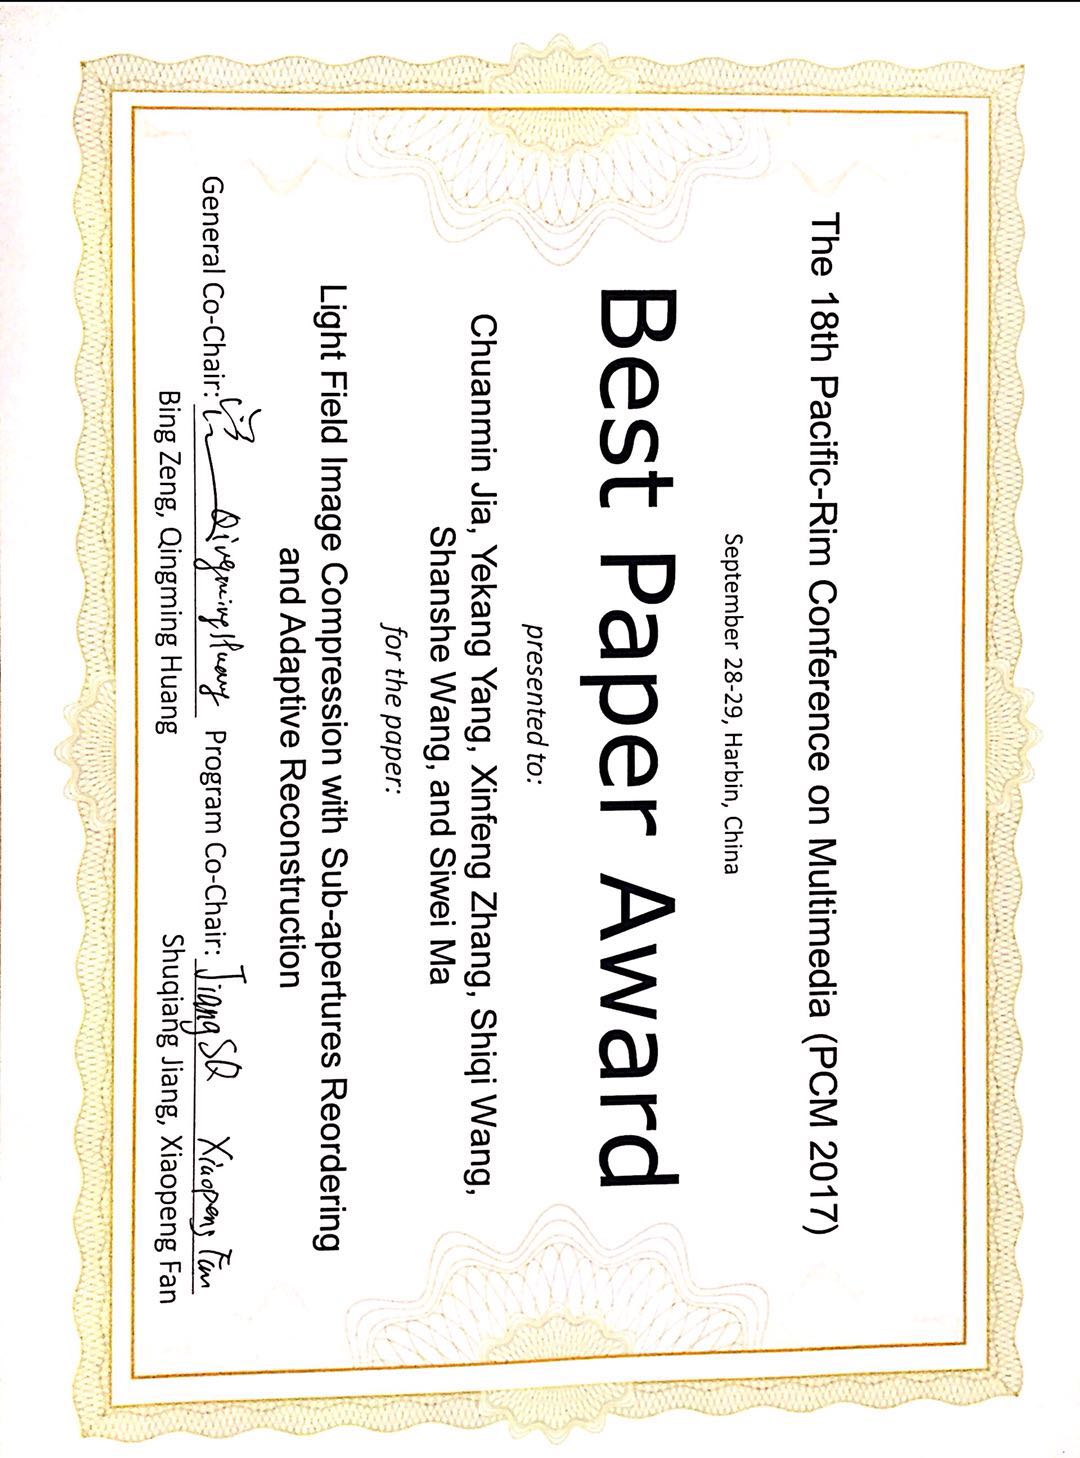 The 18th Pacific-Rim Conference on Multimedia (PCM 2017)
September 28-29, Harbin, China
Best Paper Award
presented to:
Chuanmin Jia, Yekang Yang, Xinfeng Zhang, Shiqi Wang,
Shanshe Wang, and Siwei Ma
for the paper:
Light Field Image Compression with Sub-apertures Reordering
and Adaptive Reconstruction
General Co-Chair: Qingming Huang Program Co-Chair: Jiang SQ Xiaopeng Fan
Bing Zeng, Qingming Huang Shuqiang Jiang, Xiaopeng Fan